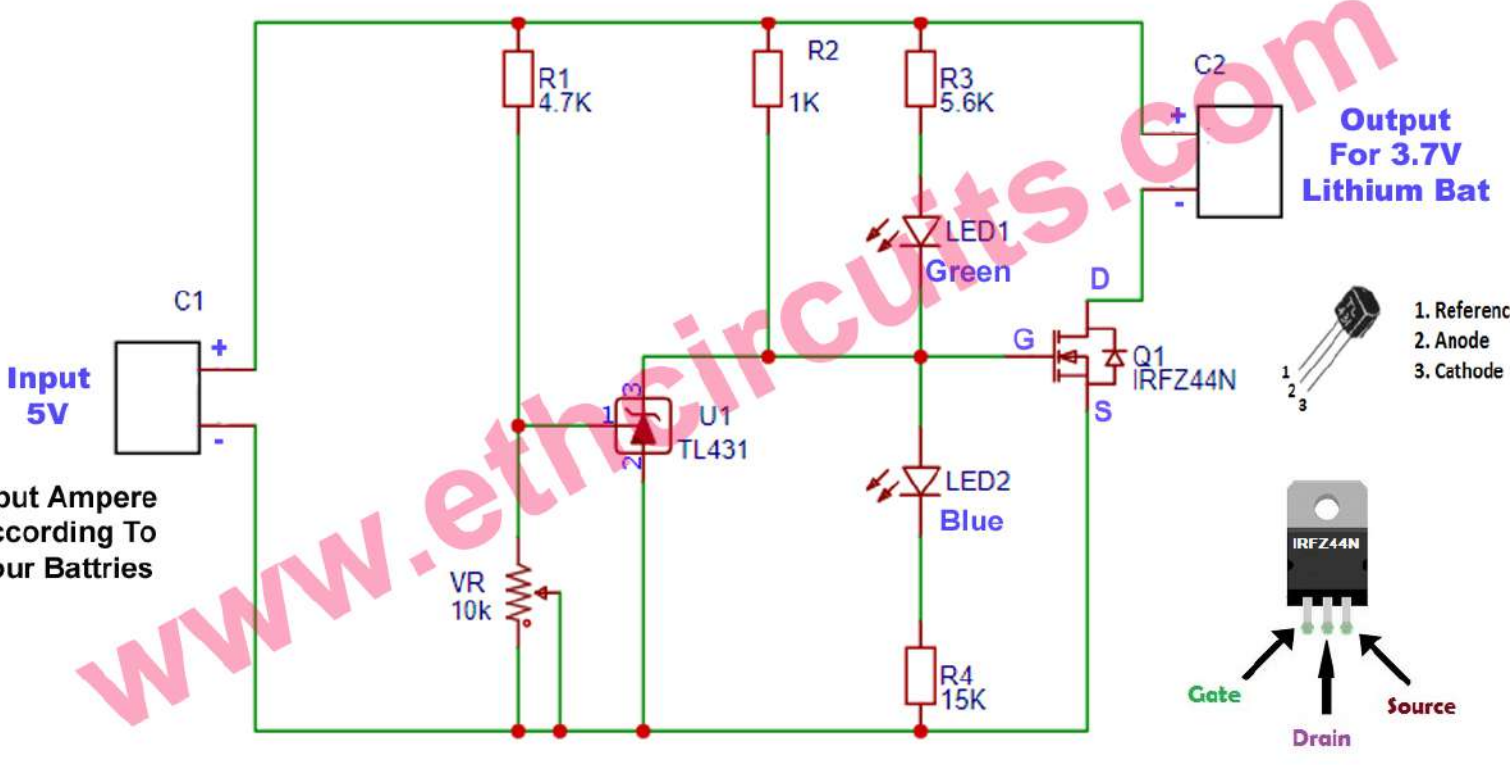 www.ethcircuits.com
C1
Input
5V
+
-
put Ampere
ccording To
our Battries
R1
4.7K
R2
1K
R3
5.6K
LED1
Green
C2
+
-
Output
For 3.7V
Lithium Bat
D
G
S
Q1
IRFZ44N
1
3
2
U1
TL431
LED2
Blue
VR
10k
R4
15K
1
2
3
1. Referenc
2. Anode
3. Cathode
IRFZ44N
Gate
Drain
Source